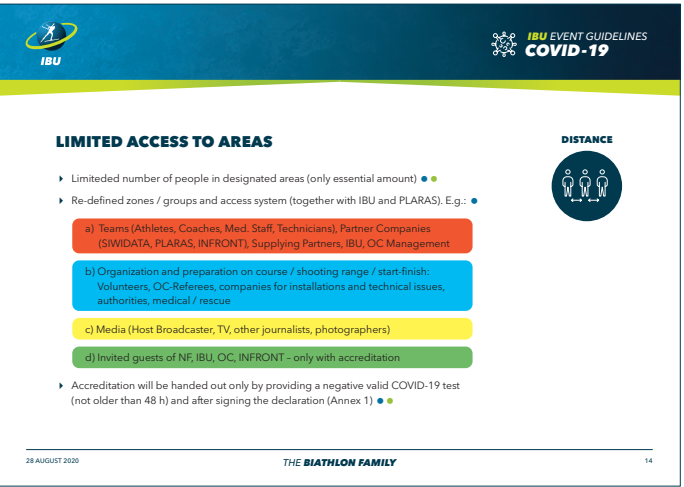 IBU
IBU EVENT GUIDELINES
COVID-19
LIMITED ACCESS TO AREAS
DISTANCE
Limiteded number of people in designated areas (only essential amount)
Re-defined zones / groups and access system (together with IBU and PLARAS). E.g.:
a) Teams (Athletes, Coaches, Med. Staff, Technicians), Partner Companies
(SIWIDATA, PLARAS, INFRONT), Supplying Partners, IBU, OC Management
b) Organization and preparation on course / shooting range / start-finish:
Volunteers, OC-Referees, companies for installations and technical issues,
authorities, medical / rescue
c) Media (Host Broadcaster, TV, other journalists, photographers)
d) Invited guests of NF, IBU, OC, INFRONT – only with accreditation
Accreditation will be handed out only by providing a negative valid COVID-19 test
(not older than 48 h) and after signing the declaration (Annex 1)
28 AUGUST 2020
THE BIATHLON FAMILY
14